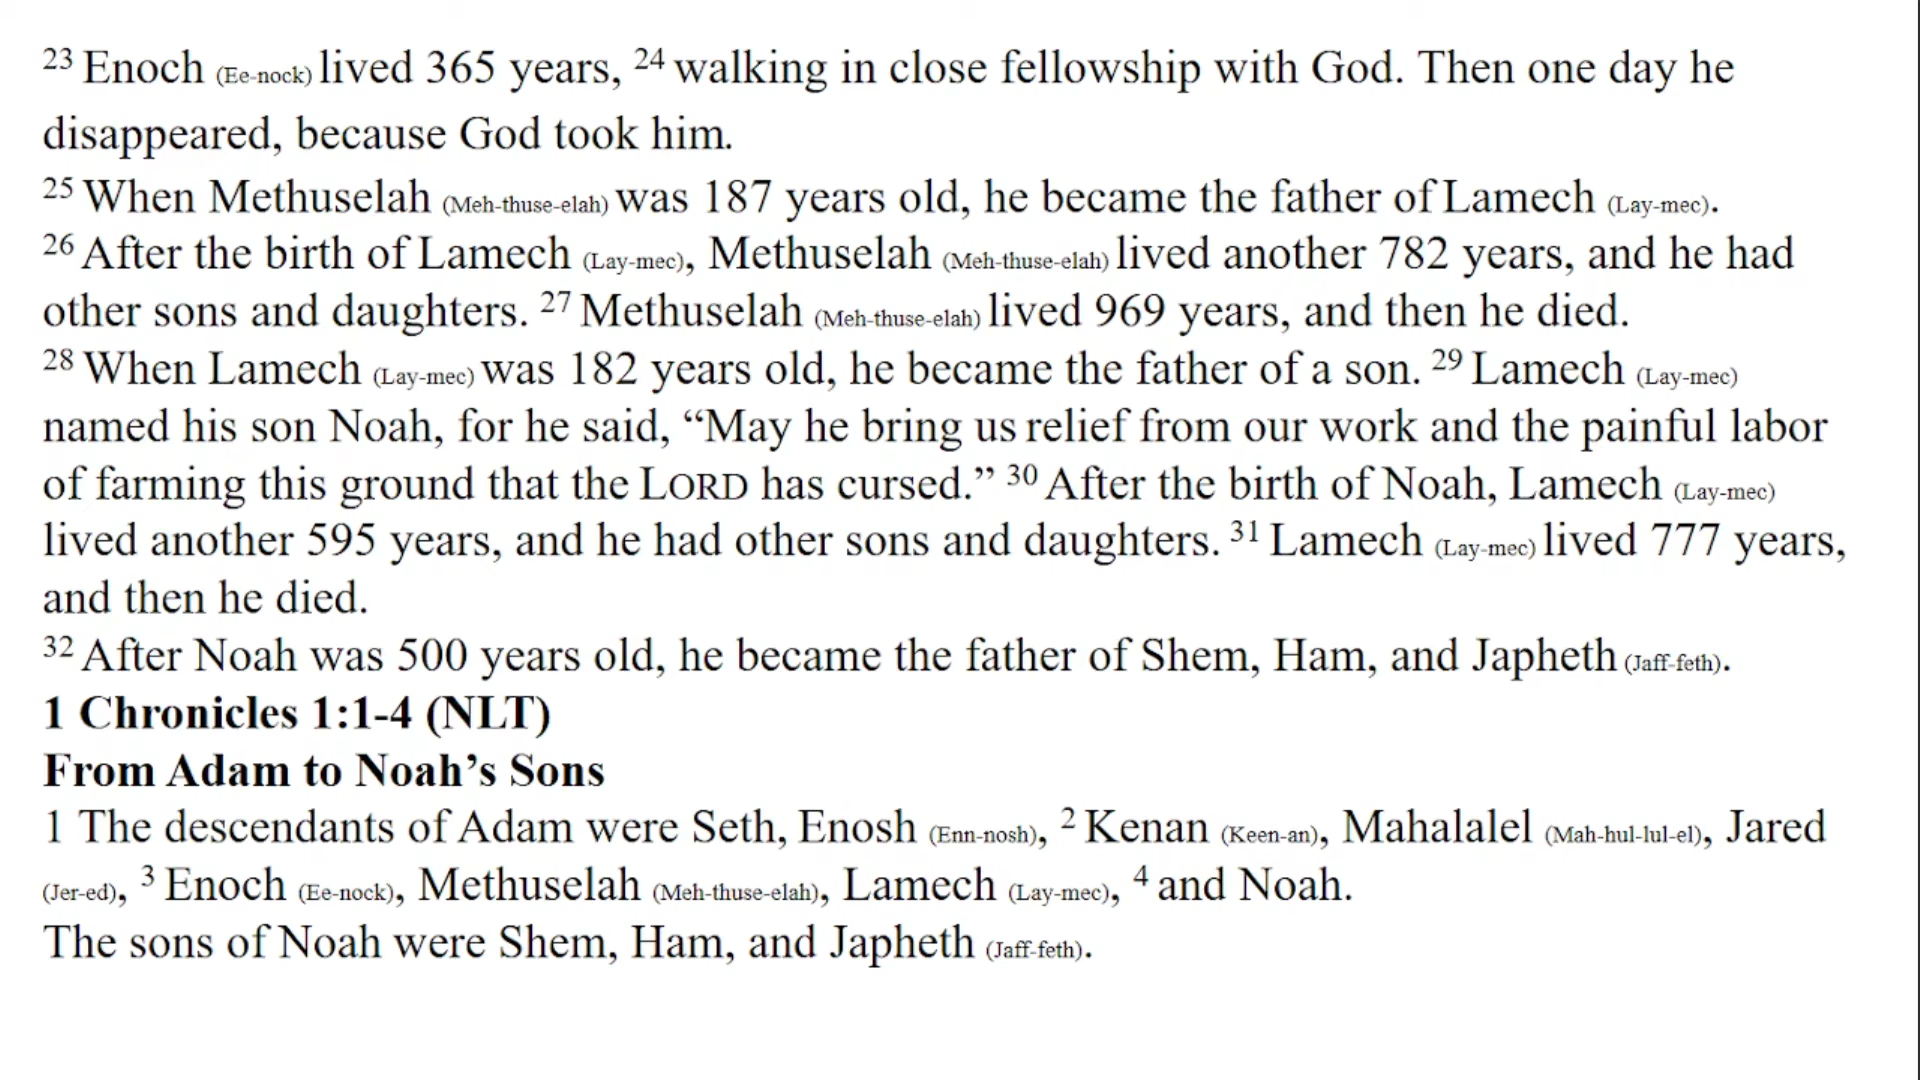 23 Enoch (Ee-nock) lived 365 years, 24 walking in close fellowship with God. Then one day he
disappeared, because God took him.
25 When Methuselah (Meh-thuse-elah) was 187 years old, he became the father of Lamech (Lay-mec).
26 After the birth of Lamech (Lay-mec), Methuselah (Meh-thuse-elah) lived another 782 years, and he had
other sons and daughters. 27 Methuselah (Meh-thuse-elah) lived 969 years, and then he died.
28 When Lamech (Lay-mec) was 182 years old, he became the father of a son. 29 Lamech (Lay-mec)
named his son Noah, for he said, “May he bring us relief from our work and the painful labor
of farming this ground that the LORD has cursed.” 30 After the birth of Noah, Lamech (Lay-mec)
lived another 595 years, and he had other sons and daughters. 31 Lamech (Lay-mec) lived 777 years,
and then he died.
32 After Noah was 500 years old, he became the father of Shem, Ham, and Japheth (Jaff-feth).
1 Chronicles 1:1-4 (NLT)
From Adam to Noah’s Sons
1 The descendants of Adam were Seth, Enosh (Enn-nosh), 2 Kenan (Keen-an), Mahalalel (Mah-hul-lul-el), Jared
(Jer-ed), 3 Enoch (Ee-nock), Methuselah (Meh-thuse-elah), Lamech (Lay-mec), 4 and Noah.
The sons of Noah were Shem, Ham, and Japheth (Jaff-feth).